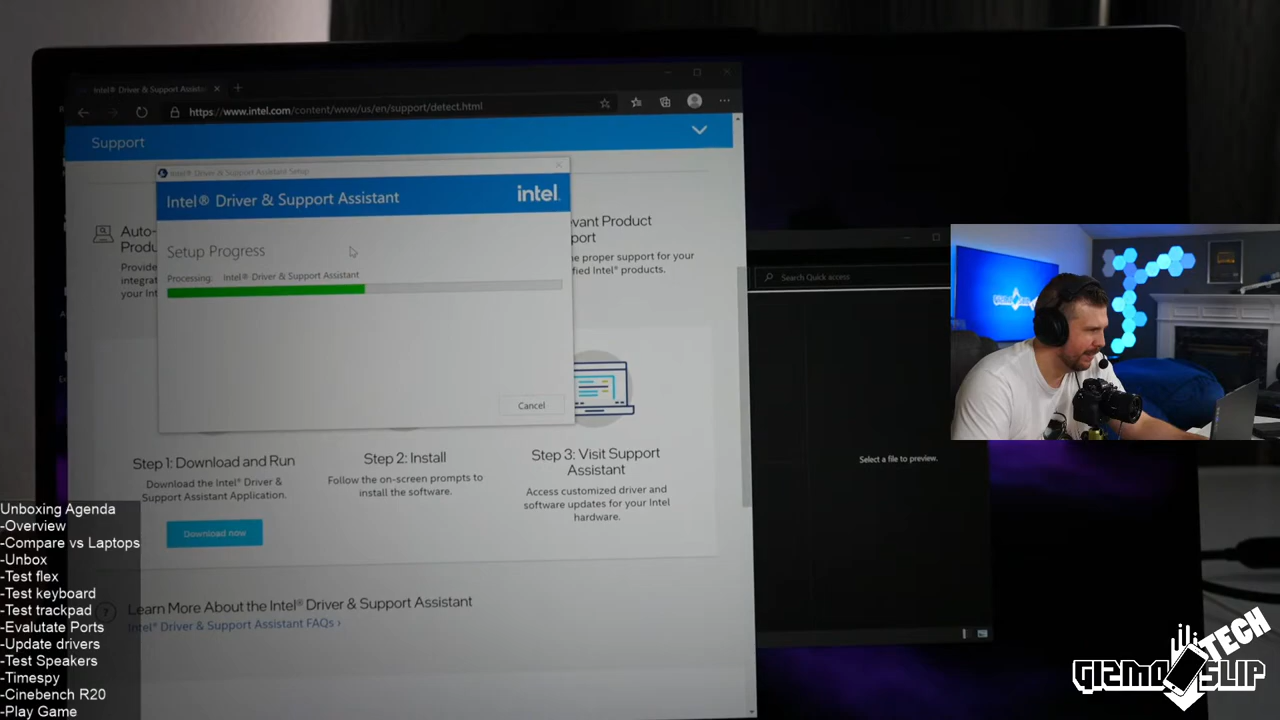 Intel® Driver & Support Assista
https://www.intel.com/content/www/us/en/support/detect.html
Support
Intel® Driver & Support Assistant Setup
Intel® Driver & Support Assistant
intel
Setup Progress
Processing: Intel® Driver & Support Assistant
Cancel
Auto-
Produ
Provide
integrat
your Int
evant Product
port
e the proper support for your
fied Intel® products.
Step 1: Download and Run
Download the Intel® Driver &
Support Assistant Application.
Download now
Step 2: Install
Follow the on-screen prompts to
install the software.
Step 3: Visit Support
Assistant
Access customized driver and
software updates for your Intel
hardware.
Learn More About the Intel® Driver & Support Assistant
Intel® Driver & Support Assistant FAQs ›
Search Quick access
Select a file to preview.
Unboxing Agenda
-Overview
-Compare vs Laptops
-Unbox
-Test flex
-Test keyboard
-Test trackpad
-Evalutate Ports
-Update drivers
-Test Speakers
-Timespy
-Cinebench R20
-Play Game
GIZMO SLIP
TECH